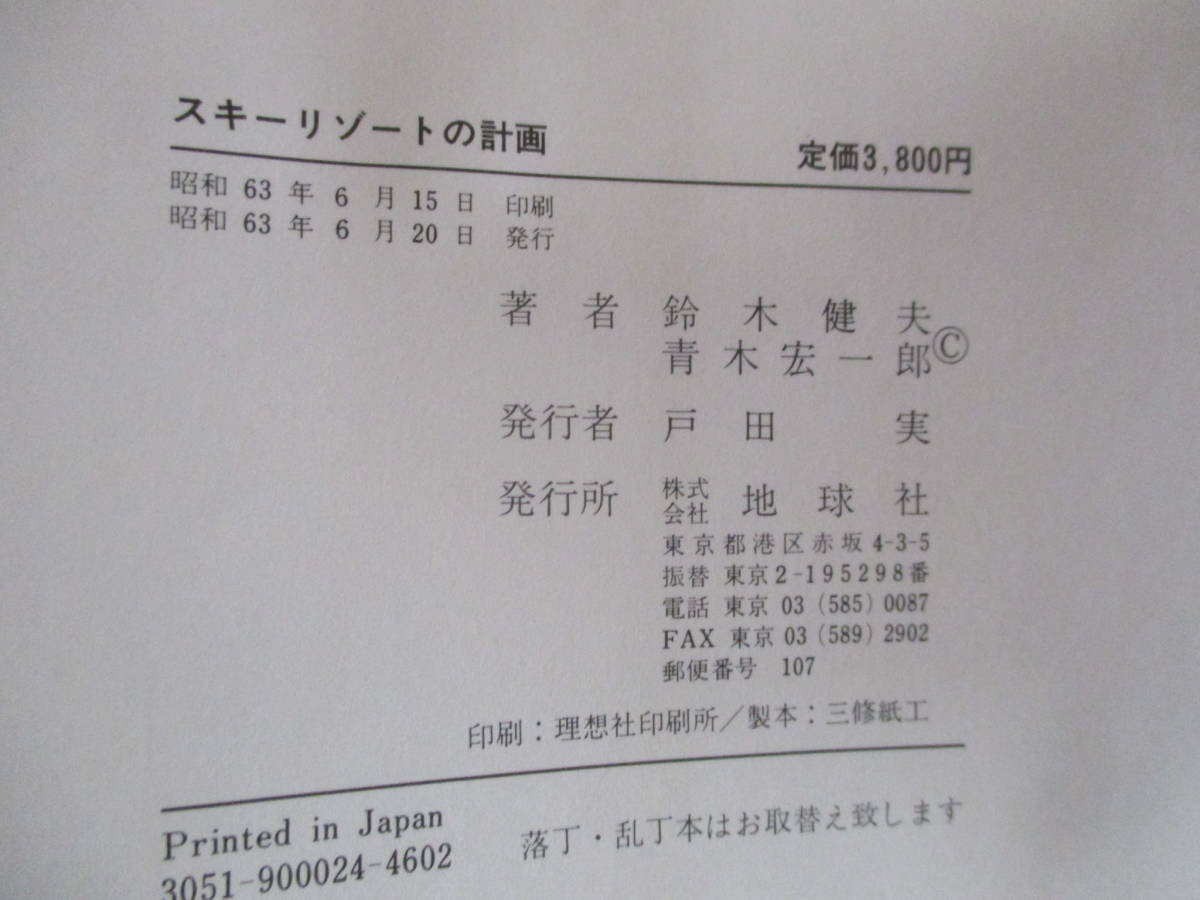 スキーリゾートの計画 定価3,800円
昭和 63 年 6 月 15 日 印刷
昭和 63 年 6 月 20 日 発行
著者 鈴木健夫
青木宏一郎 ©
発行者 戸田実
発行所 株式会社 地球社
東京都港区赤坂 4-3-5
振替 東京2-195298番
電話 東京 03 (585) 0087
FAX 東京 03 (589) 2902
郵便番号 107
印刷：理想社印刷所／製本：三修紙工
Printed in Japan 落丁・乱丁本はお取替え致します
3051-900024-4602